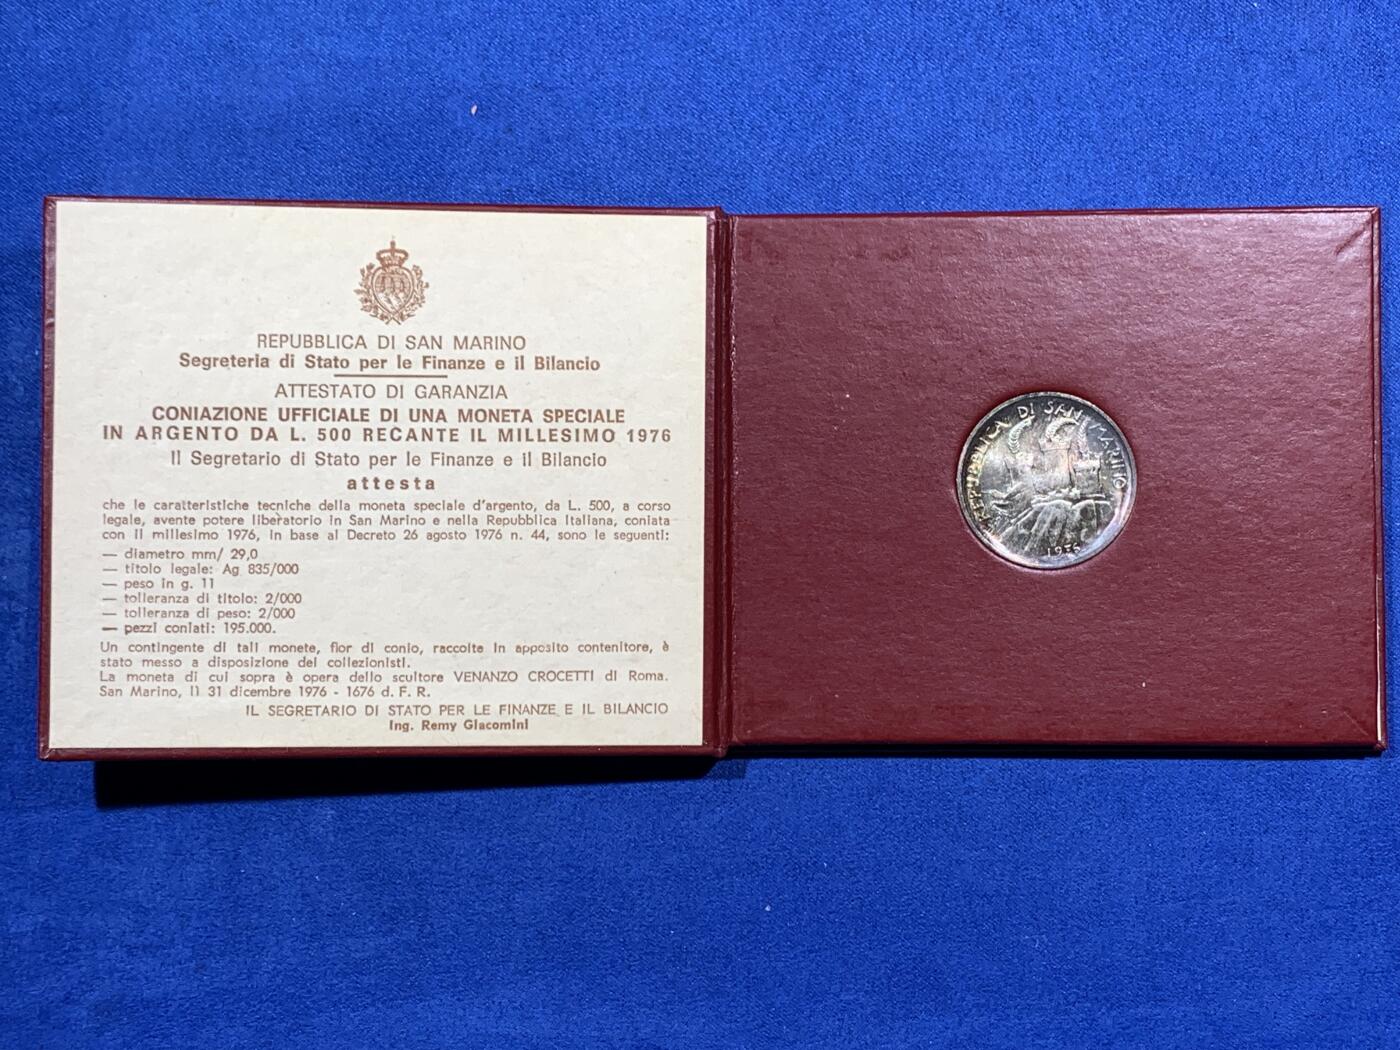 REPUBBLICA DI SAN MARINO
Segreteria di Stato per le Finanze e il Bilancio
ATTESTATO DI GARANZIA
CONIAZIONE UFFICIALE DI UNA MONETA SPECIALE
IN ARGENTO DA L. 500 RECANTE IL MILLESIMO 1976
Il Segretario di Stato per le Finanze e il Bilancio
attesta
che le caratteristiche tecniche della moneta speciale d'argento, da L. 500, a corso
legale, avente potere liberatorio in San Marino e nella Repubblica Italiana, coniata
con il millesimo 1976, in base al Decreto 26 agosto 1976 n. 44, sono le seguenti:
— diametro mm/ 29,0
— titolo legale: Ag 835/000
— peso in g. 11
— tolleranza di titolo: 2/000
— tolleranza di peso: 2/000
— pezzi coniati: 195.000.
Un contingente di tali monete, fior di conio, raccolte in apposito contenitore, è
stato messo a disposizione dei collezionisti.
La moneta di cui sopra è opera dello scultore VENANZO CROCETTI di Roma.
San Marino, il 31 dicembre 1976 - 1676 d. F. R.
IL SEGRETARIO DI STATO PER LE FINANZE E IL BILANCIO
Ing. Remy Giacomini
REPUBBLICA DI SAN MARINO
1976